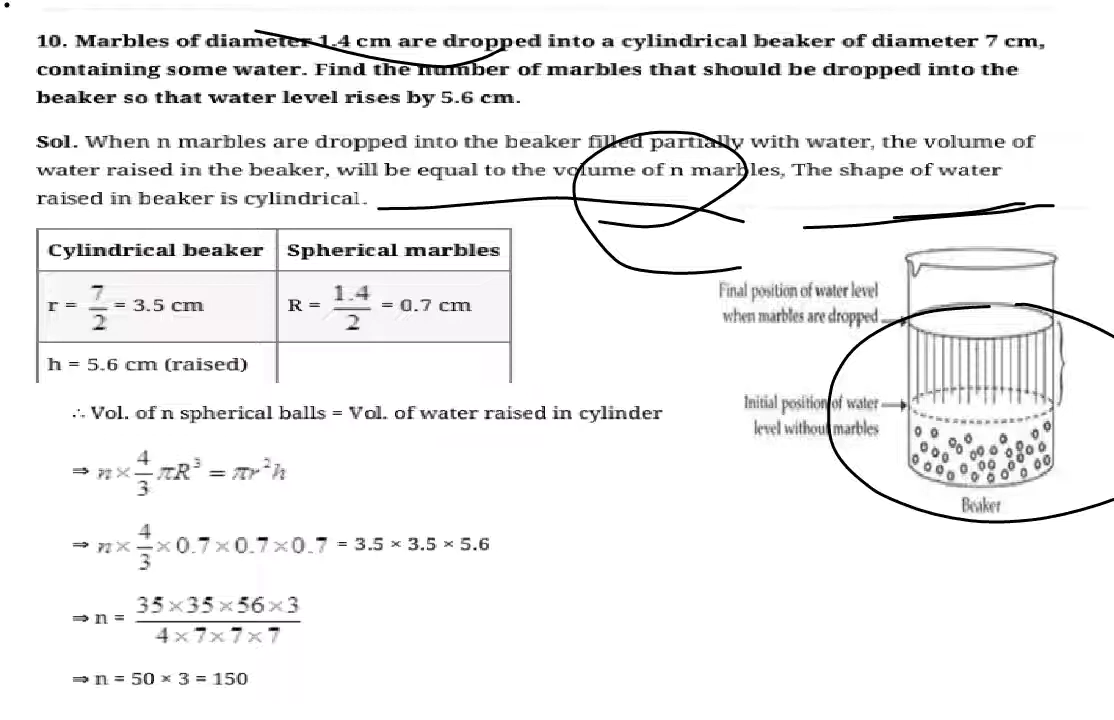 10. Marbles of diameter 1.4 cm are dropped into a cylindrical beaker of diameter 7 cm,
containing some water. Find the number of marbles that should be dropped into the
beaker so that water level rises by 5.6 cm.
Sol. When n marbles are dropped into the beaker filled partially with water, the volume of
water raised in the beaker, will be equal to the volume of n marbles, The shape of water
raised in beaker is cylindrical.
Cylindrical beaker Spherical marbles
r = 7/2 = 3.5 cm R = 1.4/2 = 0.7 cm
h = 5.6 cm (raised)
∴ Vol. of n spherical balls = Vol. of water raised in cylinder
⇒ n × 4/3 πR³ = πr²h
⇒ n × 4/3 × 0.7 × 0.7 × 0.7 = 3.5 × 3.5 × 5.6
⇒ n = 35 × 35 × 56 × 3 / 4 × 7 × 7 × 7
⇒ n = 50 × 3 = 150
Final position of water level
when marbles are dropped
Initial position of water
level without marbles
Beaker